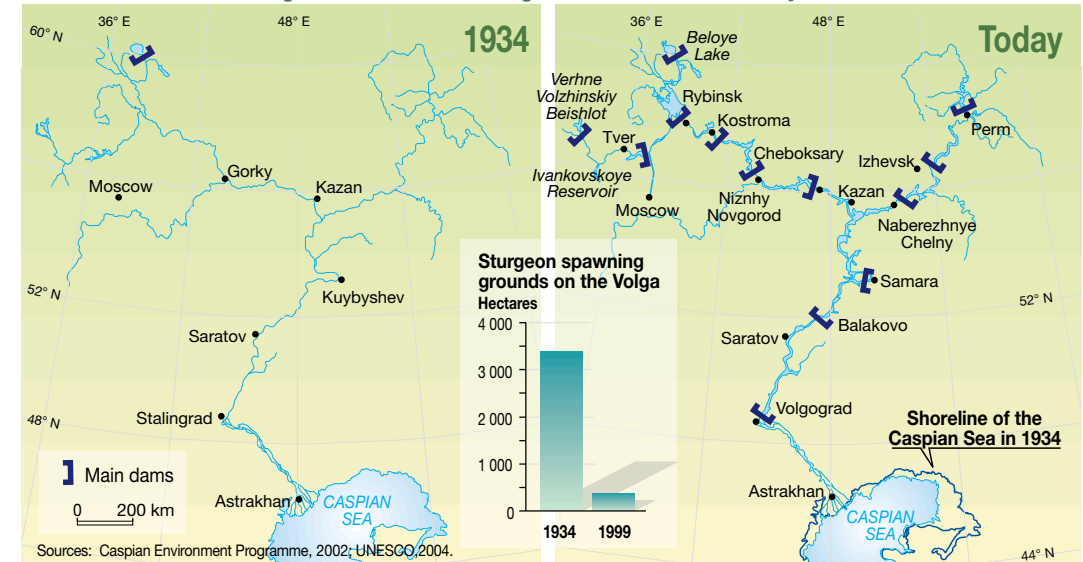 36° E
48° E
60° N
1934
Gorky
Moscow
Kazan
52° N
Kuybyshev
Saratov
48° N
Stalingrad
Main dams
0 200 km
Astrakhan
CASPIAN
SEA
Sources: Caspian Environment Programme, 2002; UNESCO,2004.
Sturgeon spawning
grounds on the Volga
Hectares
4 000
3 000
2 000
1 000
0
1934 1999
36° E
48° E
Today
Beloye
Lake
Verhne
Volzhinskiy
Beishlot
Rybinsk
Kostroma
Perm
Tver
Cheboksary
Izhevsk
Ivankovskoye
Reservoir
Moscow
Niznhy
Novgorod
Kazan
Naberezhnye
Chelny
Samara
52° N
Balakovo
Saratov
Volgograd
Shoreline of the
Caspian Sea in 1934
Astrakhan
CASPIAN
SEA
44° N